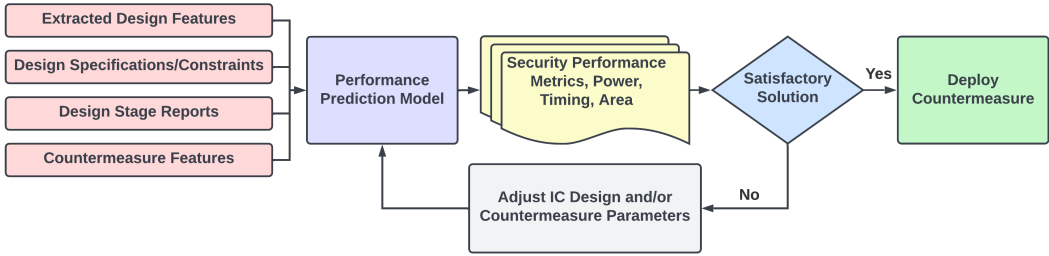 Extracted Design Features
Design Specifications/Constraints
Design Stage Reports
Countermeasure Features
Performance
Prediction Model
Security Performance
Metrics, Power,
Timing, Area
Satisfactory
Solution
Yes
Deploy
Countermeasure
No
Adjust IC Design and/or
Countermeasure Parameters